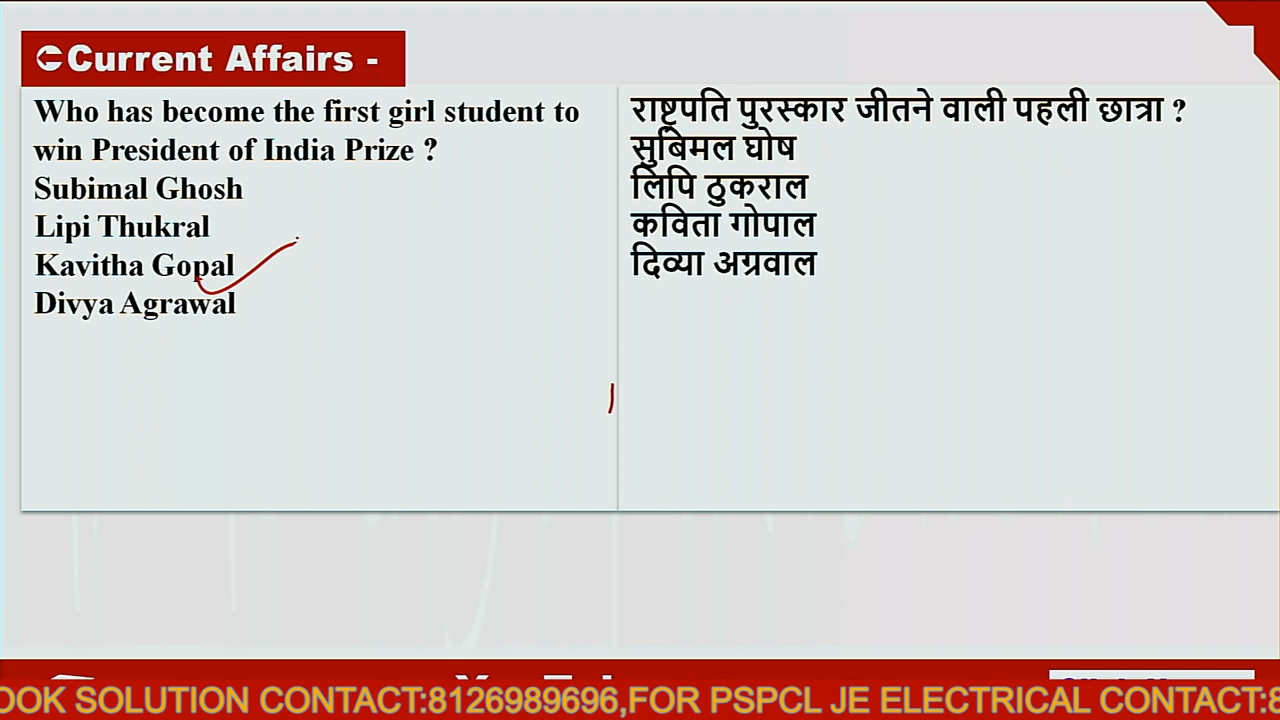 Current Affairs -
Who has become the first girl student to
win President of India Prize ?
Subimal Ghosh
Lipi Thukral
Kavitha Gopal
Divya Agrawal
राष्ट्रपति पुरस्कार जीतने वाली पहली छात्रा ?
सुबिमल घोष
लिपि ठुकराल
कविता गोपाल
दिव्या अग्रवाल
OOK SOLUTION CONTACT:8126989696,FOR PSPCL JE ELECTRICAL CONTACT:8